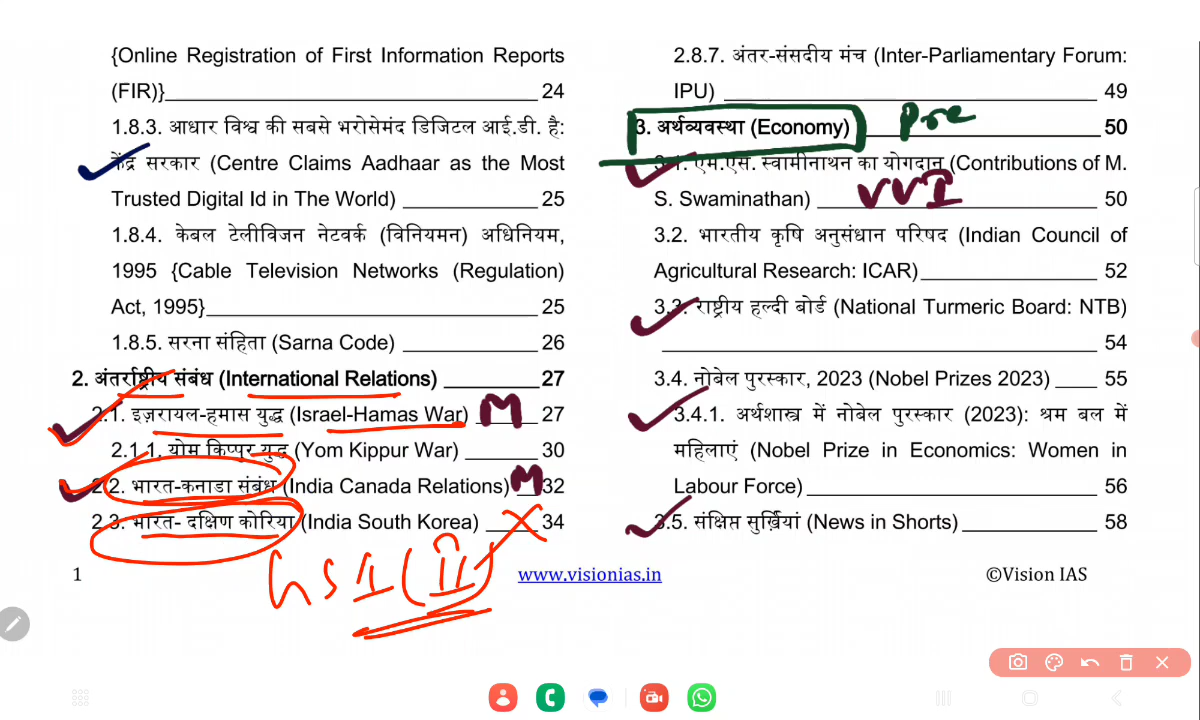 {Online Registration of First Information Reports
(FIR)} 24
1.8.3. आधार विश्व की सबसे भरोसेमंद डिजिटल आई.डी. है:
केंद्र सरकार (Centre Claims Aadhaar as the Most
Trusted Digital Id in The World) 25
1.8.4. केबल टेलीविजन नेटवर्क (विनियमन) अधिनियम,
1995 {Cable Television Networks (Regulation)
Act, 1995} 25
1.8.5. सरना संहिता (Sarna Code) 26
2. अंतर्राष्ट्रीय संबंध (International Relations) 27
2.1. इज़रायल-हमास युद्ध (Israel-Hamas War) M 27
2.1.1. योम किप्पुर युद्ध (Yom Kippur War) 30
2.2. भारत-कनाडा संबंध (India Canada Relations) M 32
2.3. भारत- दक्षिण कोरिया (India South Korea) 34
2.8.7. अंतर-संसदीय मंच (Inter-Parliamentary Forum:
IPU) 49
3. अर्थव्यवस्था (Economy) Pre 50
3.1. एम.एस. स्वामीनाथन का योगदान (Contributions of M.
S. Swaminathan) VVI 50
3.2. भारतीय कृषि अनुसंधान परिषद (Indian Council of
Agricultural Research: ICAR) 52
3.3. राष्ट्रीय हल्दी बोर्ड (National Turmeric Board: NTB)
54
3.4. नोबेल पुरस्कार, 2023 (Nobel Prizes 2023) 55
3.4.1. अर्थशास्त्र में नोबेल पुरस्कार (2023): श्रम बल में
महिलाएं (Nobel Prize in Economics: Women in
Labour Force) 56
3.5. संक्षिप्त सुर्ख़ियां (News in Shorts) 58
1
www.visionias.in
©Vision IAS